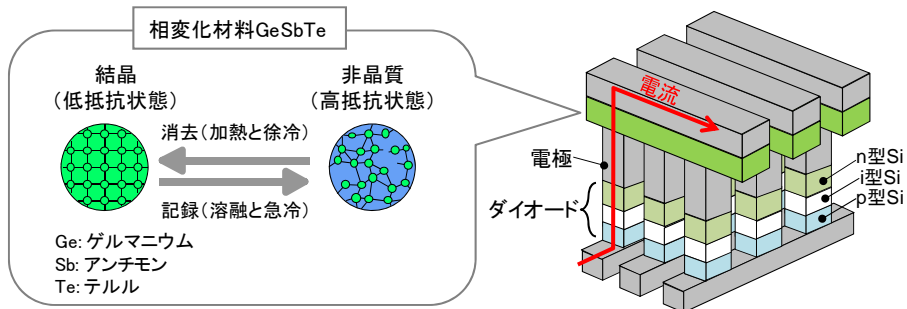 相変化材料GeSbTe
結晶
（低抵抗状態）
非晶質
（高抵抗状態）
消去（加熱と徐冷）
記録（溶融と急冷）
Ge: ゲルマニウム
Sb: アンチモン
Te: テルル
電流
電極
ダイオード
n型Si
i型Si
p型Si